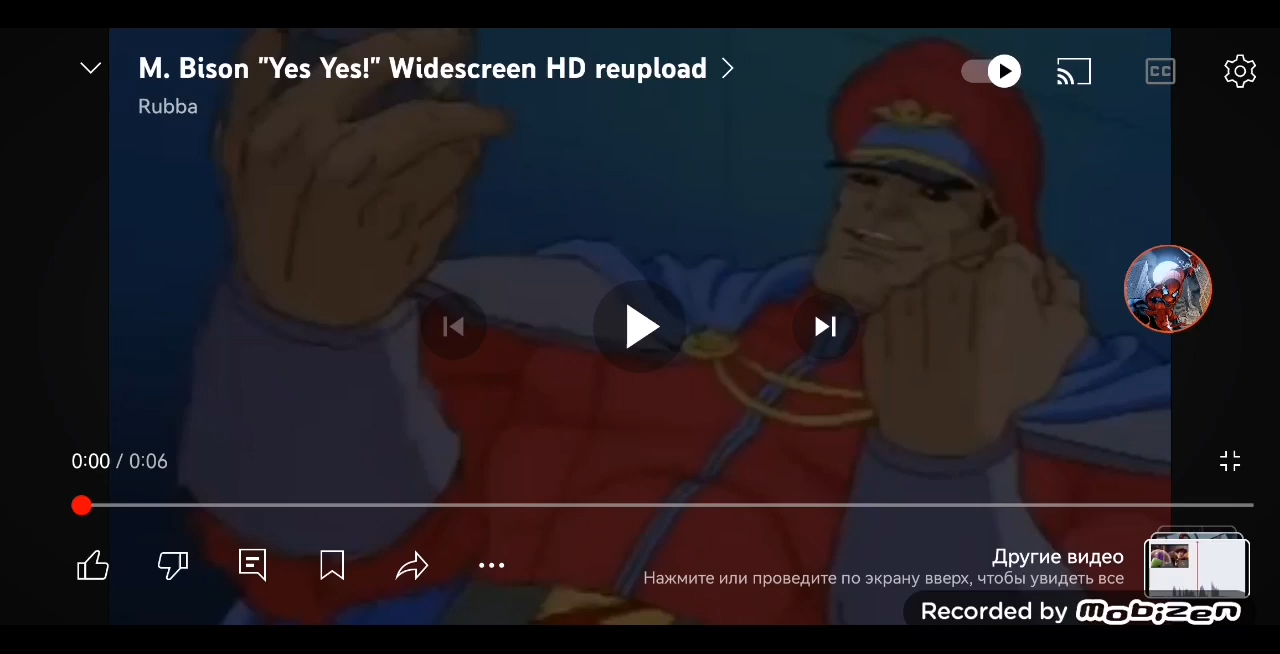 M. Bison "Yes Yes!" Widescreen HD reupload
Rubba
CC
0:00 / 0:06
Другие видео
Нажмите или проведите по экрану вверх, чтобы увидеть все
Recorded by mobizen